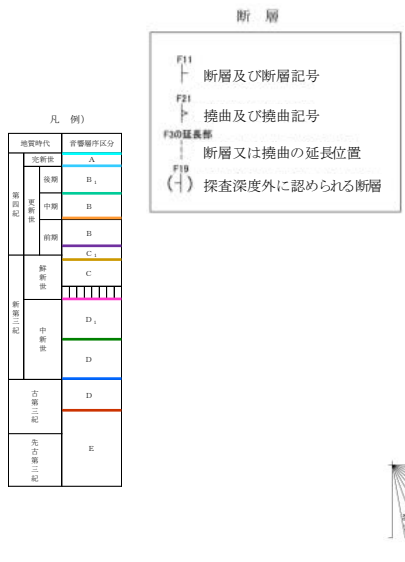 断　層
F11
断層及び断層記号
F21
撓曲及び撓曲記号
F3の延長部
断層又は撓曲の延長位置
F19
( ) 探査深度外に認められる断層
凡　例)
地質時代 音響層序区分
第四紀
完新世 A
更新世
後期 B1
中期 B
前期 B
C1
新第三紀
鮮新世 C
中新世 D1
D
古第三紀 D
先古第三紀 E